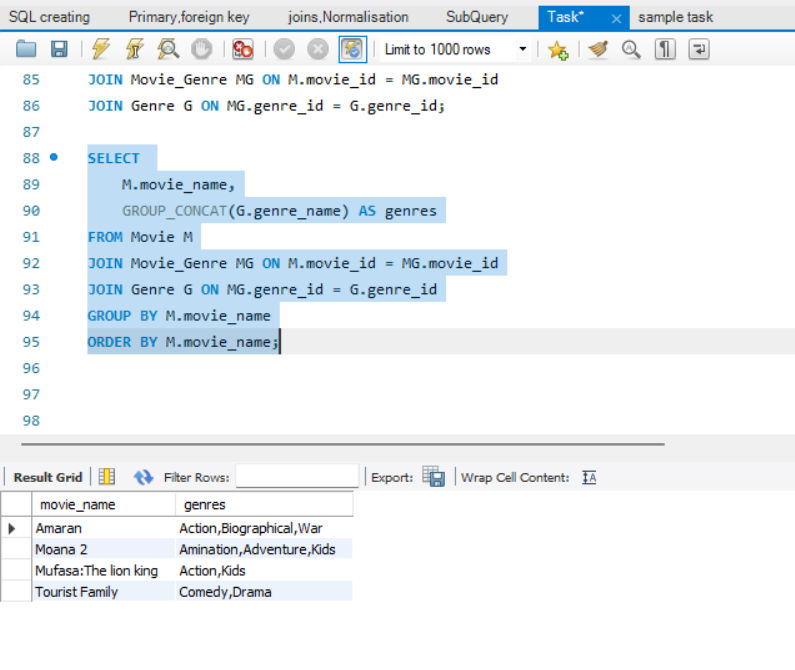 SQL creating Primary,foreign key joins,Normalisation SubQuery Task* × sample task
Limit to 1000 rows
85 JOIN Movie_Genre MG ON M.movie_id = MG.movie_id
86 JOIN Genre G ON MG.genre_id = G.genre_id;
87
88 SELECT
89 M.movie_name,
90 GROUP_CONCAT(G.genre_name) AS genres
91 FROM Movie M
92 JOIN Movie_Genre MG ON M.movie_id = MG.movie_id
93 JOIN Genre G ON MG.genre_id = G.genre_id
94 GROUP BY M.movie_name
95 ORDER BY M.movie_name;
96
97
98
Result Grid Filter Rows: Export: Wrap Cell Content:
movie_name genres
Amaran Action,Biographical,War
Moana 2 Amination,Adventure,Kids
Mufasa:The lion king Action,Kids
Tourist Family Comedy,Drama